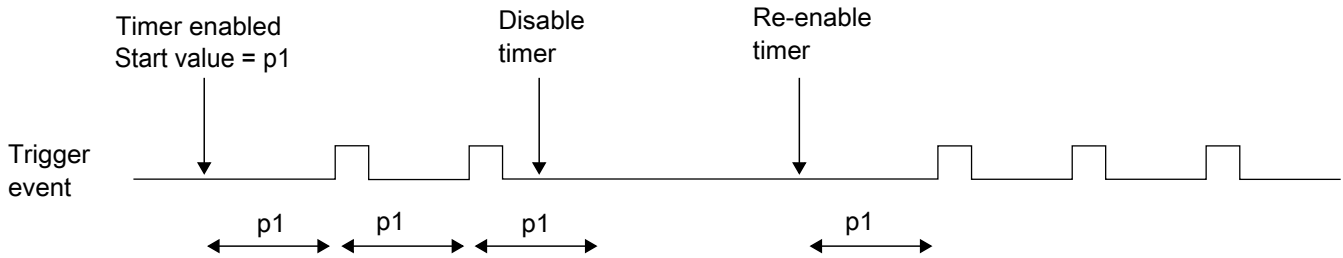 Timer enabled
Start value = p1
Disable
timer
Re-enable
timer
Trigger
event
p1
p1
p1
p1